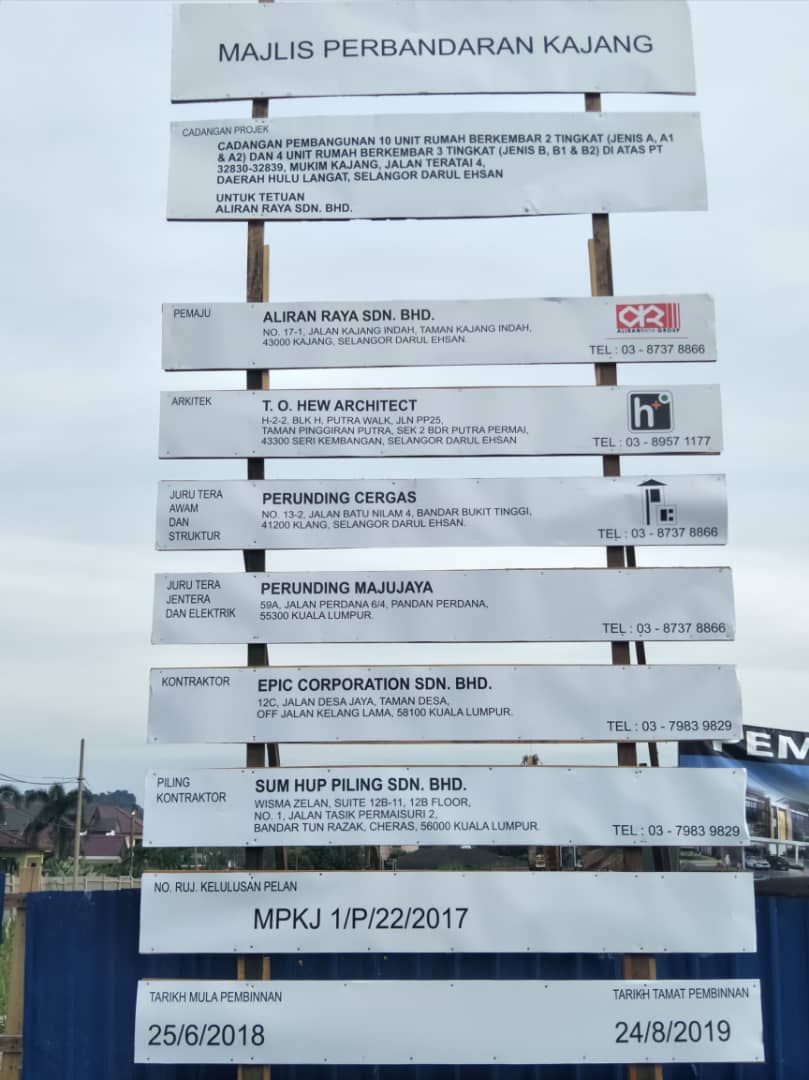 MAJLIS PERBANDARAN KAJANG
CADANGAN PROJEK
CADANGAN PEMBANGUNAN 10 UNIT RUMAH BERKEMBAR 2 TINGKAT (JENIS A, A1
& A2) DAN 4 UNIT RUMAH BERKEMBAR 3 TINGKAT (JENIS B, B1 & B2) DI ATAS PT
32830-32839, MUKIM KAJANG, JALAN TERATAI 4,
DAERAH HULU LANGAT, SELANGOR DARUL EHSAN
UNTUK TETUAN
ALIRAN RAYA SDN. BHD.
PEMAJU
ALIRAN RAYA SDN. BHD.
NO. 17-1, JALAN KAJANG INDAH, TAMAN KAJANG INDAH,
43000 KAJANG, SELANGOR DARUL EHSAN.
ALIRAN RAYA GROUP
TEL : 03 - 8737 8866
ARKITEK
T. O. HEW ARCHITECT
H-2-2, BLK H, PUTRA WALK, JLN PP25,
TAMAN PINGGIRAN PUTRA, SEK 2 BDR PUTRA PERMAI,
43300 SERI KEMBANGAN, SELANGOR DARUL EHSAN
h+
TEL : 03 - 8957 1177
JURU TERA
AWAM
DAN
STRUKTUR
PERUNDING CERGAS
NO. 13-2, JALAN BATU NILAM 4, BANDAR BUKIT TINGGI,
41200 KLANG, SELANGOR DARUL EHSAN.
TEL : 03 - 8737 8866
JURU TERA
JENTERA
DAN ELEKTRIK
PERUNDING MAJUJAYA
59A, JALAN PERDANA 6/4, PANDAN PERDANA,
55300 KUALA LUMPUR.
TEL : 03 - 8737 8866
KONTRAKTOR
EPIC CORPORATION SDN. BHD.
12C, JALAN DESA JAYA, TAMAN DESA,
OFF JALAN KELANG LAMA, 58100 KUALA LUMPUR.
TEL : 03 - 7983 9829
PEM
PILING
KONTRAKTOR
SUM HUP PILING SDN. BHD.
WISMA ZELAN, SUITE 12B-11, 12B FLOOR,
NO. 1, JALAN TASIK PERMAISURI 2,
BANDAR TUN RAZAK, CHERAS, 56000 KUALA LUMPUR.
TEL : 03 - 7983 9829
NO. RUJ. KELULUSAN PELAN
MPKJ 1/P/22/2017
TARIKH MULA PEMBINNAN
25/6/2018
TARIKH TAMAT PEMBINNAN
24/8/2019